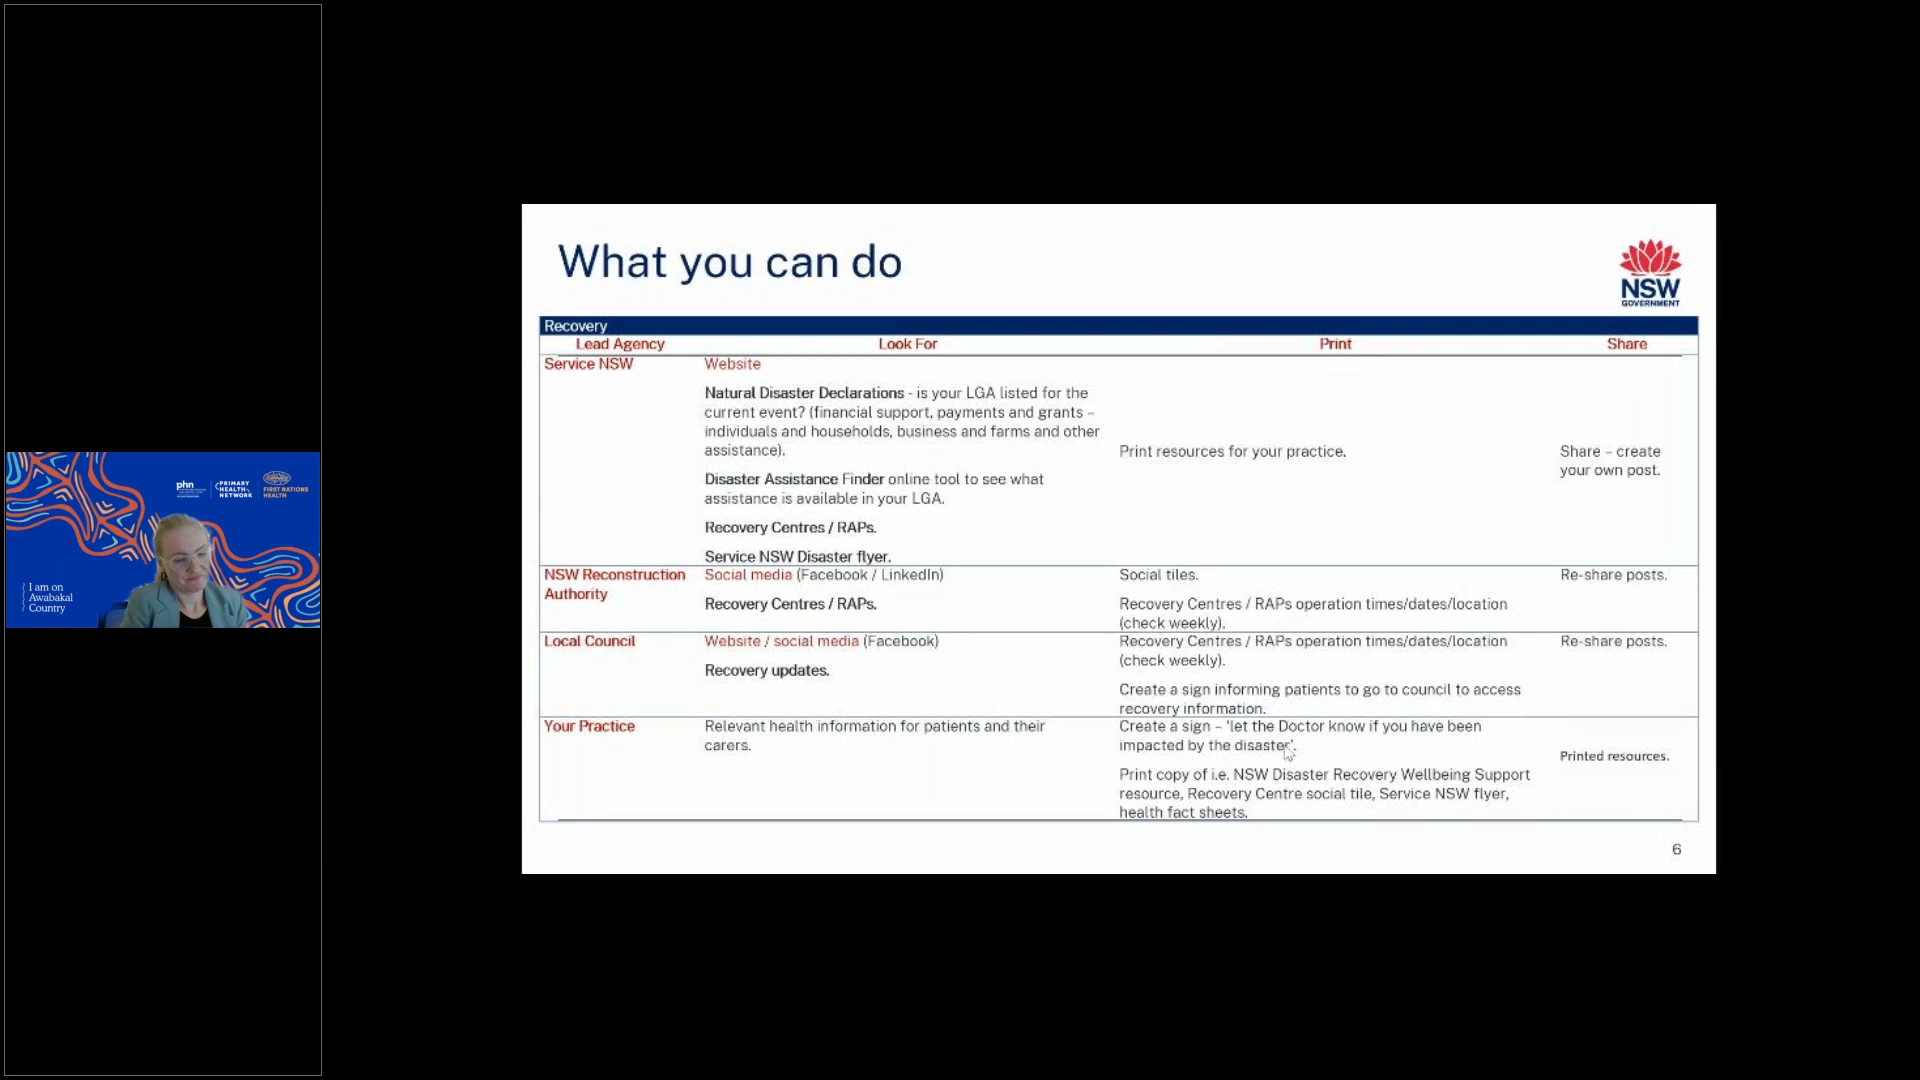 What you can do
NSW
GOVERNMENT
Recovery
Lead Agency
Look For
Print
Share
Service NSW
Website
Natural Disaster Declarations - is your LGA listed for the
current event? (financial support, payments and grants –
individuals and households, business and farms and other
assistance).
Disaster Assistance Finder online tool to see what
assistance is available in your LGA.
Recovery Centres / RAPs.
Service NSW Disaster flyer.
Print resources for your practice.
Share – create
your own post.
NSW Reconstruction
Authority
Social media (Facebook / LinkedIn)
Recovery Centres / RAPs.
Social tiles.
Recovery Centres / RAPs operation times/dates/location
(check weekly).
Re-share posts.
Local Council
Website / social media (Facebook)
Recovery updates.
Recovery Centres / RAPs operation times/dates/location
(check weekly).
Create a sign informing patients to go to council to access
recovery information.
Re-share posts.
Your Practice
Relevant health information for patients and their
carers.
Create a sign – 'let the Doctor know if you have been
impacted by the disaster'.
Print copy of i.e. NSW Disaster Recovery Wellbeing Support
resource, Recovery Centre social tile, Service NSW flyer,
health fact sheets.
Printed resources.
6
phn
PRIMARY
HEALTH
NETWORK
FIRST NATIONS
HEALTH
I am on
Awabakal
Country